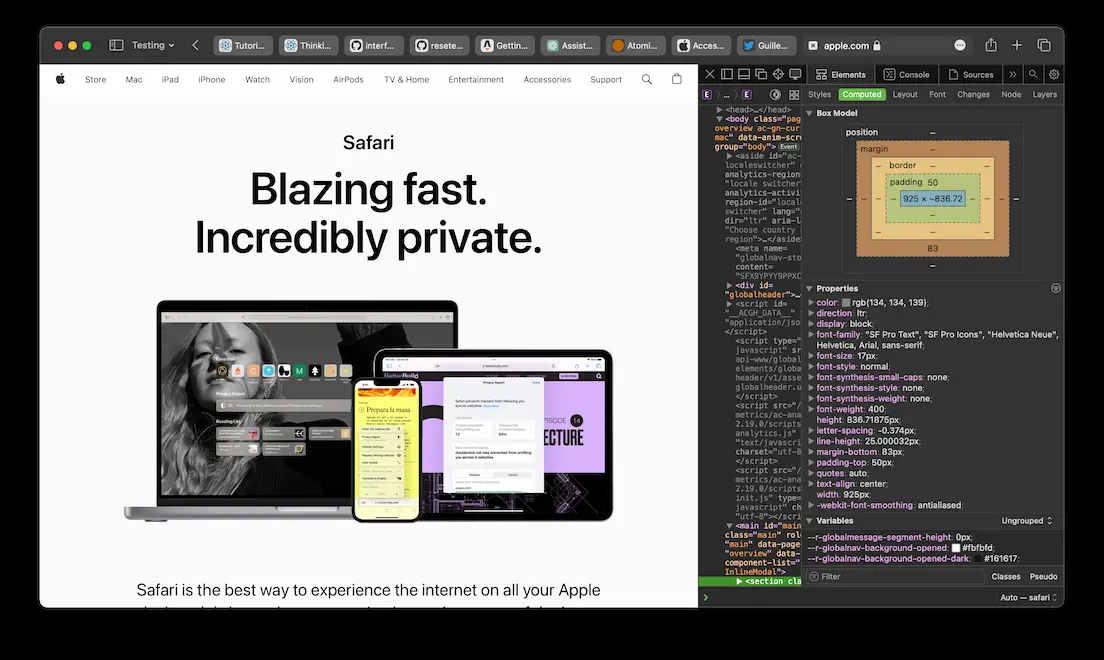 Testing
Tutori...
Thinki...
interf...
resete...
Gettin...
Assist...
Atomi...
Acces...
Guille...
apple.com
Store
Mac
iPad
iPhone
Watch
Vision
AirPods
TV & Home
Entertainment
Accessories
Support
Safari
Blazing fast.
Incredibly private.
Favorites
Privacy Report
Reading List
Prepara la masa
BetterBuild
Privacy Report
EPISODE 14
ECTURE
Safari is the best way to experience the internet on all your Apple
Elements
Console
Sources
E
...
E
Styles
Computed
Layout
Font
Changes
Node
Layers
<head>…</head>
<body class="pag
overview ac-gn-cur
mac" data-anim-scro
group="body"> Event
<aside id="ac-
localeswitcher"
analytics-region
"locale switcher
analytics-activi
region-id="locale
switcher" lang=
dir="ltr" aria-l
"Choose country
region">…</aside
<meta name=
"globalnav-sto
content=
"SFX9YPYY9PPXC
<div id=
"globalheader">…
<script id=
"__ACGH_DATA__"
"application/jso
</script>
<script type=
javascript" sr
api-www/global
elements/globa
header/v1/asse
globalheader.
</script>
<script src=
metrics/ac-ana
2.19.0/scripts
analytics.js"
"text/javascri
charset="utf-8
</script>
<script src=
metrics/ac-ana
2.19.0/scripts
init.js" type=
javascript" cha
"utf-8"></scrip
<main id="main
class="main" role
"main" data-page
"overview" data-
component-list="
InlineModal">
<section cla
Box Model
position
margin
border
padding 50
925 × ~836.72
83
Properties
color: rgb(134, 134, 139);
direction: ltr;
display: block;
font-family: "SF Pro Text", "SF Pro Icons", "Helvetica Neue",
Helvetica, Arial, sans-serif;
font-size: 17px;
font-style: normal;
font-synthesis-small-caps: none;
font-synthesis-style: none;
font-synthesis-weight: none;
font-weight: 400;
height: 836.71875px;
letter-spacing: -0.374px;
line-height: 25.000032px;
margin-bottom: 83px;
padding-top: 50px;
quotes: auto;
text-align: center;
width: 925px;
-webkit-font-smoothing: antialiased;
Variables
Ungrouped
--r-globalmessage-segment-height: 0px;
--r-globalnav-background-opened: #fbfbfd;
--r-globalnav-background-opened-dark: #161617;
Filter
Classes
Pseudo
Auto — safari